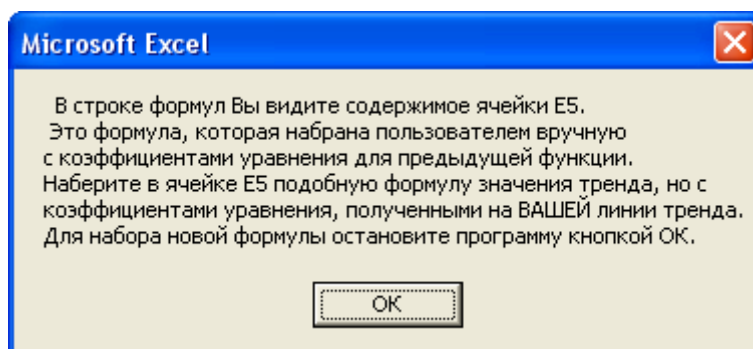 Microsoft Excel
В строке формул Вы видите содержимое ячейки E5.
Это формула, которая набрана пользователем вручную
с коэффициентами уравнения для предыдущей функции.
Наберите в ячейке E5 подобную формулу значения тренда, но с
коэффициентами уравнения, полученными на ВАШЕЙ линии тренда.
Для набора новой формулы остановите программу кнопкой ОК.
OK